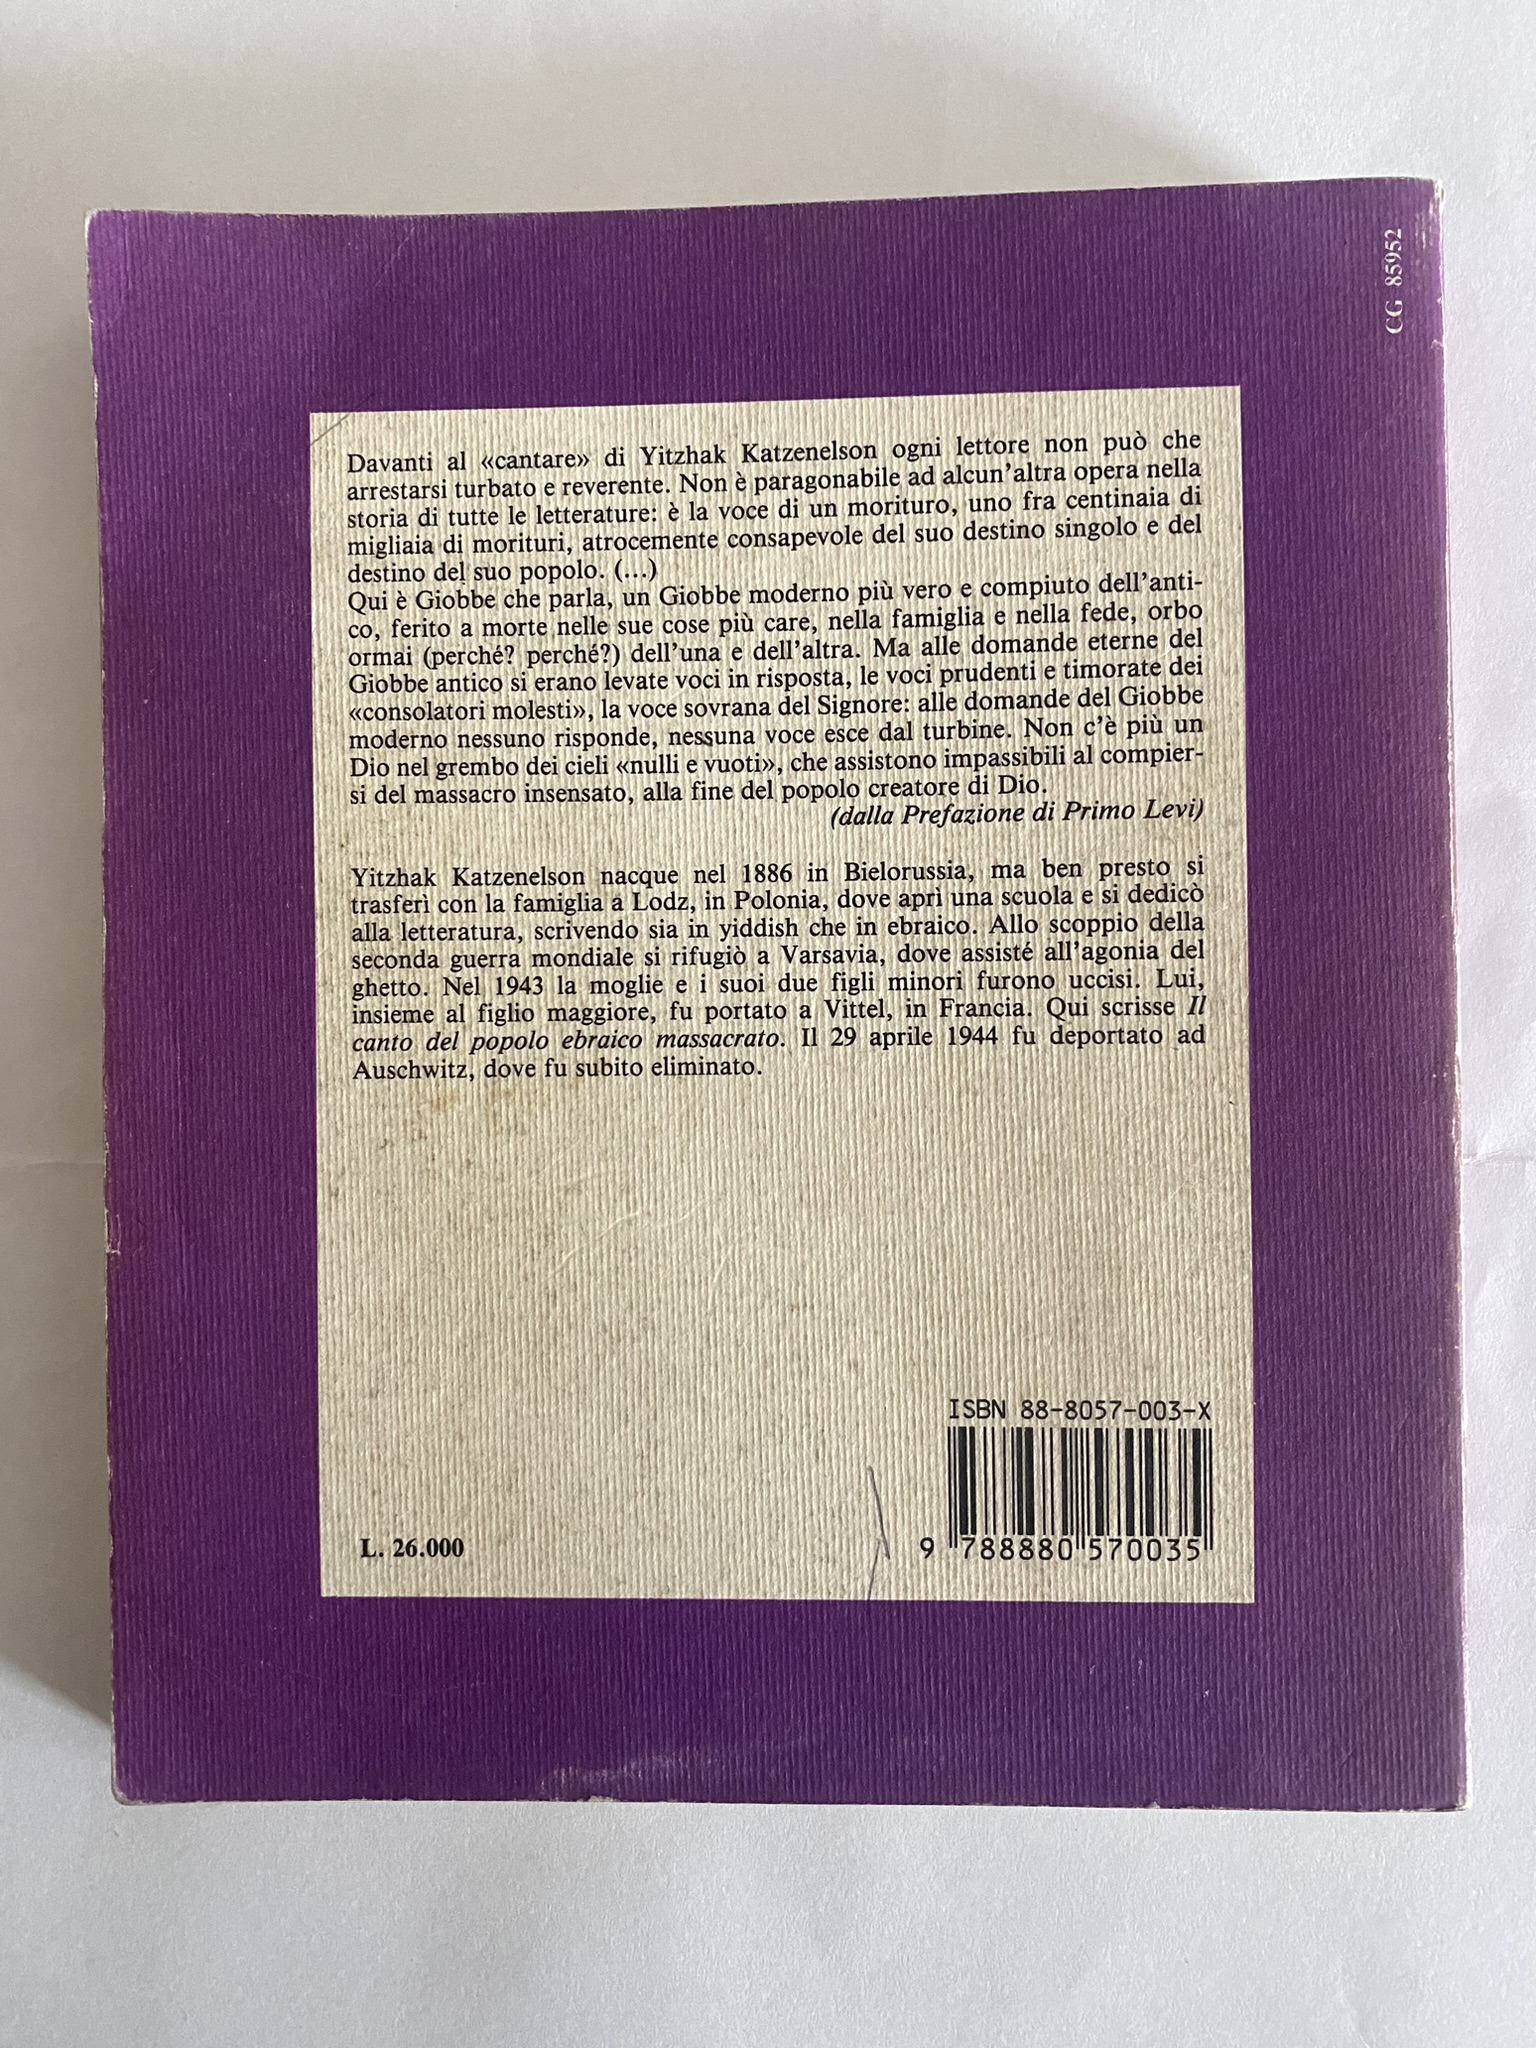 CG 85952
Davanti al «cantare» di Yitzhak Katzenelson ogni lettore non può che
arrestarsi turbato e reverente. Non è paragonabile ad alcun'altra opera nella
storia di tutte le letterature: è la voce di un morituro, uno fra centinaia di
migliaia di morituri, atrocemente consapevole del suo destino singolo e del
destino del suo popolo. (...)
Qui è Giobbe che parla, un Giobbe moderno più vero e compiuto dell'anti-
co, ferito a morte nelle sue cose più care, nella famiglia e nella fede, orbo
ormai (perché? perché?) dell'una e dell'altra. Ma alle domande eterne del
Giobbe antico si erano levate voci in risposta, le voci prudenti e timorate dei
«consolatori molesti», la voce sovrana del Signore: alle domande del Giobbe
moderno nessuno risponde, nessuna voce esce dal turbine. Non c'è più un
Dio nel grembo dei cieli «nulli e vuoti», che assistono impassibili al compier-
si del massacro insensato, alla fine del popolo creatore di Dio.
(dalla Prefazione di Primo Levi)
Yitzhak Katzenelson nacque nel 1886 in Bielorussia, ma ben presto si
trasferì con la famiglia a Lodz, in Polonia, dove aprì una scuola e si dedicò
alla letteratura, scrivendo sia in yiddish che in ebraico. Allo scoppio della
seconda guerra mondiale si rifugiò a Varsavia, dove assisté all'agonia del
ghetto. Nel 1943 la moglie e i suoi due figli minori furono uccisi. Lui,
insieme al figlio maggiore, fu portato a Vittel, in Francia. Qui scrisse Il
canto del popolo ebraico massacrato. Il 29 aprile 1944 fu deportato ad
Auschwitz, dove fu subito eliminato.
ISBN 88-8057-003-X
L. 26.000
9 788880 570035